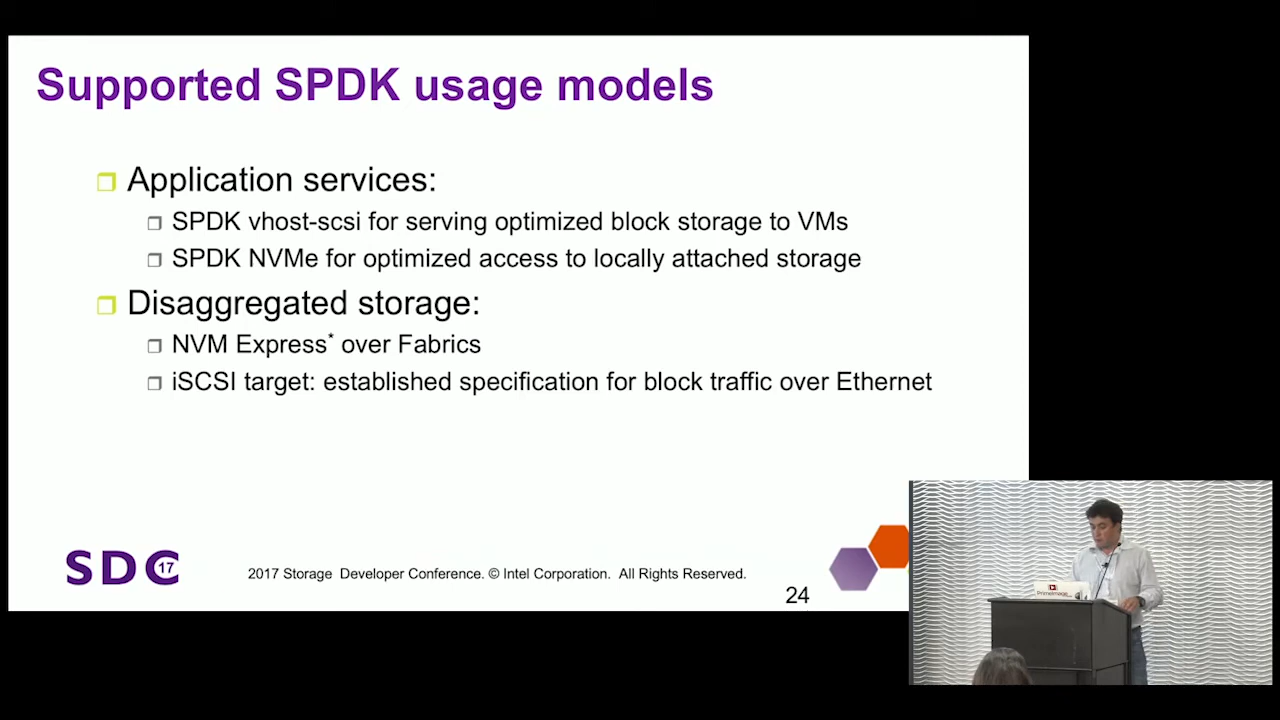 Supported SPDK usage models
Application services:
SPDK vhost-scsi for serving optimized block storage to VMs
SPDK NVMe for optimized access to locally attached storage
Disaggregated storage:
NVM Express* over Fabrics
iSCSI target: established specification for block traffic over Ethernet
SDC 17
2017 Storage Developer Conference. © Intel Corporation. All Rights Reserved.
24
PrimeImage